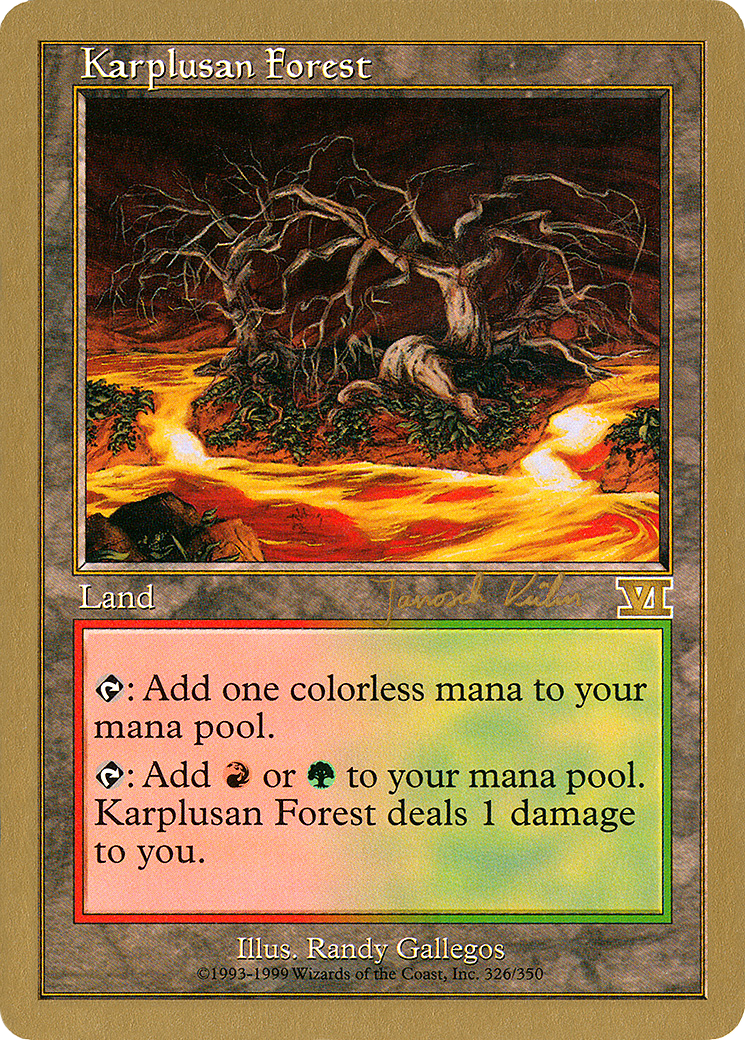 Karplusan Forest
Land
Janosch Kühn
VI
: Add one colorless mana to your
mana pool.
: Add or to your mana pool.
Karplusan Forest deals 1 damage
to you.
Illus. Randy Gallegos
©1993-1999 Wizards of the Coast, Inc. 326/350